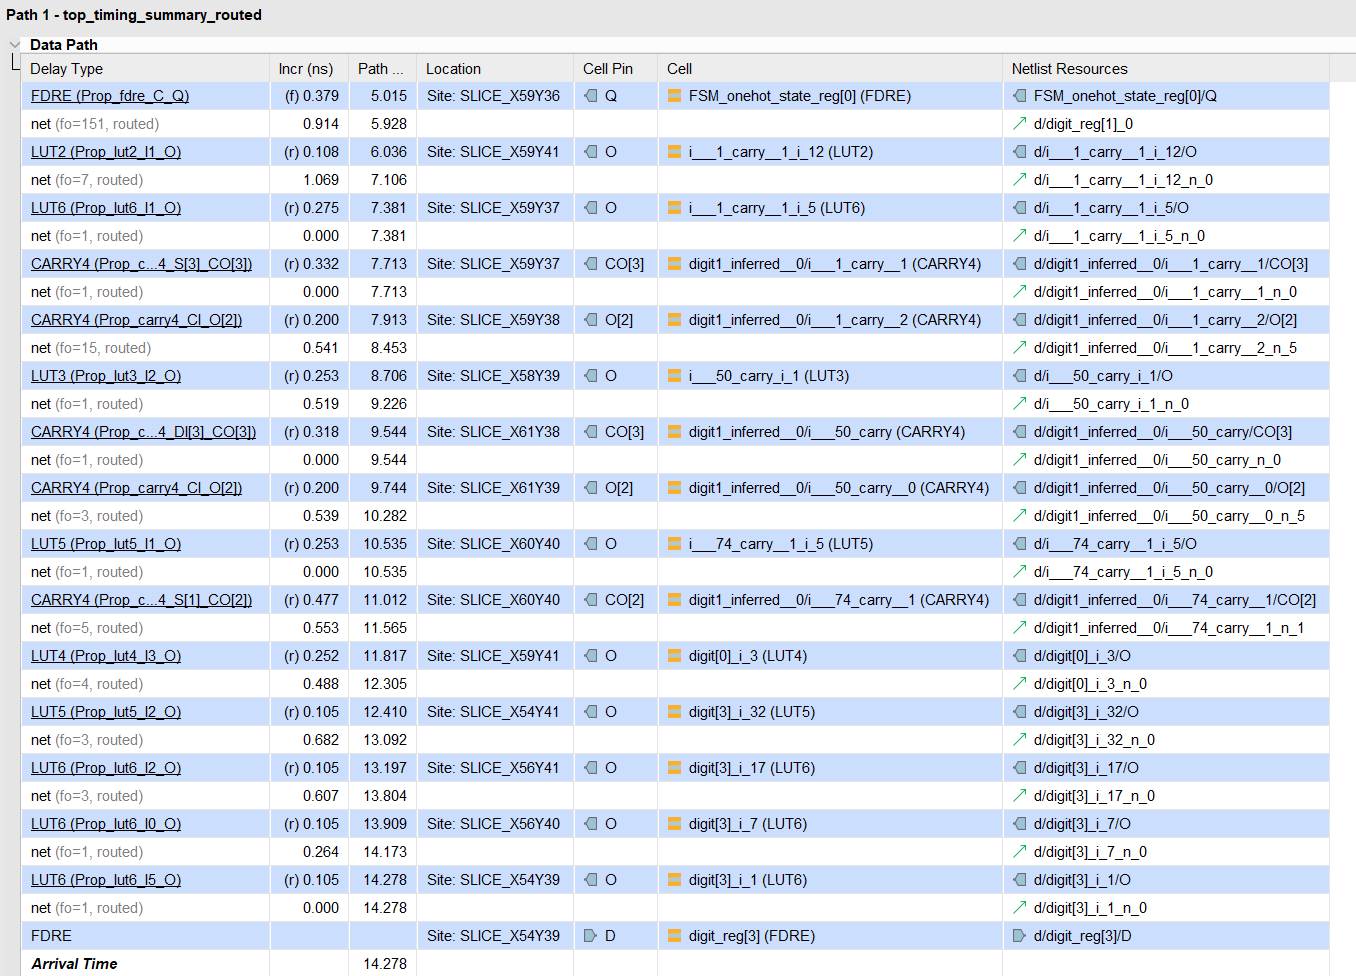 Path 1 - top_timing_summary_routed
Data Path
Delay Type Incr (ns) Path ... Location Cell Pin Cell Netlist Resources
FDRE (Prop_fdre_C_Q) (f) 0.379 5.015 Site: SLICE_X59Y36 Q FSM_onehot_state_reg[0] (FDRE) FSM_onehot_state_reg[0]/Q
net (fo=151, routed) 0.914 5.928 d/digit_reg[1]_0
LUT2 (Prop_lut2_I1_O) (r) 0.108 6.036 Site: SLICE_X59Y41 O i___1_carry__1_i_12 (LUT2) d/i___1_carry__1_i_12/O
net (fo=7, routed) 1.069 7.106 d/i___1_carry__1_i_12_n_0
LUT6 (Prop_lut6_I1_O) (r) 0.275 7.381 Site: SLICE_X59Y37 O i___1_carry__1_i_5 (LUT6) d/i___1_carry__1_i_5/O
net (fo=1, routed) 0.000 7.381 d/i___1_carry__1_i_5_n_0
CARRY4 (Prop_c...4_S[3]_CO[3]) (r) 0.332 7.713 Site: SLICE_X59Y37 CO[3] digit1_inferred__0/i___1_carry__1 (CARRY4) d/digit1_inferred__0/i___1_carry__1/CO[3]
net (fo=1, routed) 0.000 7.713 d/digit1_inferred__0/i___1_carry__1_n_0
CARRY4 (Prop_carry4_CI_O[2]) (r) 0.200 7.913 Site: SLICE_X59Y38 O[2] digit1_inferred__0/i___1_carry__2 (CARRY4) d/digit1_inferred__0/i___1_carry__2/O[2]
net (fo=15, routed) 0.541 8.453 d/digit1_inferred__0/i___1_carry__2_n_5
LUT3 (Prop_lut3_I2_O) (r) 0.253 8.706 Site: SLICE_X58Y39 O i___50_carry_i_1 (LUT3) d/i___50_carry_i_1/O
net (fo=1, routed) 0.519 9.226 d/i___50_carry_i_1_n_0
CARRY4 (Prop_c...4_DI[3]_CO[3]) (r) 0.318 9.544 Site: SLICE_X61Y38 CO[3] digit1_inferred__0/i___50_carry (CARRY4) d/digit1_inferred__0/i___50_carry/CO[3]
net (fo=1, routed) 0.000 9.544 d/digit1_inferred__0/i___50_carry_n_0
CARRY4 (Prop_carry4_CI_O[2]) (r) 0.200 9.744 Site: SLICE_X61Y39 O[2] digit1_inferred__0/i___50_carry__0 (CARRY4) d/digit1_inferred__0/i___50_carry__0/O[2]
net (fo=3, routed) 0.539 10.282 d/digit1_inferred__0/i___50_carry__0_n_5
LUT5 (Prop_lut5_I1_O) (r) 0.253 10.535 Site: SLICE_X60Y40 O i___74_carry__1_i_5 (LUT5) d/i___74_carry__1_i_5/O
net (fo=1, routed) 0.000 10.535 d/i___74_carry__1_i_5_n_0
CARRY4 (Prop_c...4_S[1]_CO[2]) (r) 0.477 11.012 Site: SLICE_X60Y40 CO[2] digit1_inferred__0/i___74_carry__1 (CARRY4) d/digit1_inferred__0/i___74_carry__1/CO[2]
net (fo=5, routed) 0.553 11.565 d/digit1_inferred__0/i___74_carry__1_n_1
LUT4 (Prop_lut4_I3_O) (r) 0.252 11.817 Site: SLICE_X59Y41 O digit[0]_i_3 (LUT4) d/digit[0]_i_3/O
net (fo=4, routed) 0.488 12.305 d/digit[0]_i_3_n_0
LUT5 (Prop_lut5_I2_O) (r) 0.105 12.410 Site: SLICE_X54Y41 O digit[3]_i_32 (LUT5) d/digit[3]_i_32/O
net (fo=3, routed) 0.682 13.092 d/digit[3]_i_32_n_0
LUT6 (Prop_lut6_I2_O) (r) 0.105 13.197 Site: SLICE_X56Y41 O digit[3]_i_17 (LUT6) d/digit[3]_i_17/O
net (fo=3, routed) 0.607 13.804 d/digit[3]_i_17_n_0
LUT6 (Prop_lut6_I0_O) (r) 0.105 13.909 Site: SLICE_X56Y40 O digit[3]_i_7 (LUT6) d/digit[3]_i_7/O
net (fo=1, routed) 0.264 14.173 d/digit[3]_i_7_n_0
LUT6 (Prop_lut6_I5_O) (r) 0.105 14.278 Site: SLICE_X54Y39 O digit[3]_i_1 (LUT6) d/digit[3]_i_1/O
net (fo=1, routed) 0.000 14.278 d/digit[3]_i_1_n_0
FDRE Site: SLICE_X54Y39 D digit_reg[3] (FDRE) d/digit_reg[3]/D
Arrival Time 14.278